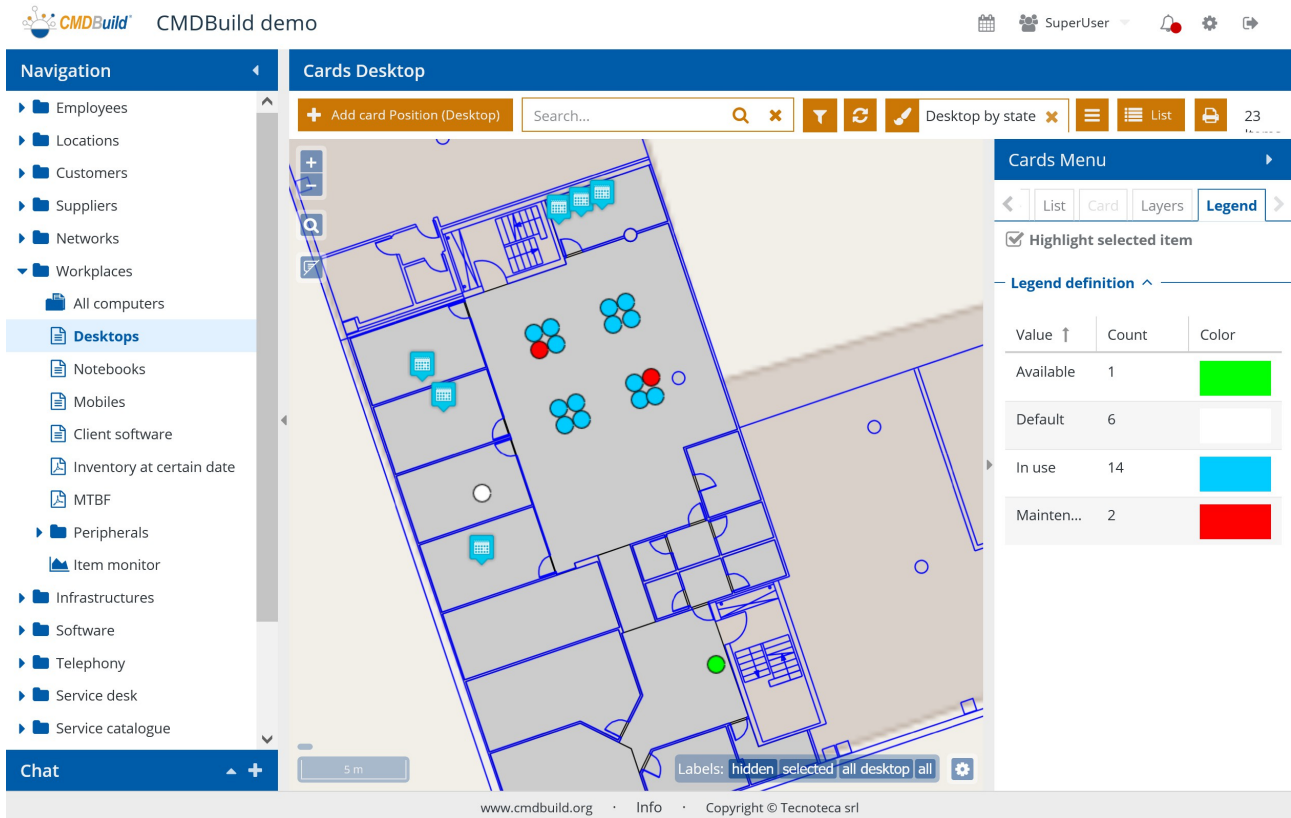 CMDBuild CMDBuild demo SuperUser
Navigation
Employees
Locations
Customers
Suppliers
Networks
Workplaces
All computers
Desktops
Notebooks
Mobiles
Client software
Inventory at certain date
MTBF
Peripherals
Item monitor
Infrastructures
Software
Telephony
Service desk
Service catalogue
Chat
Cards Desktop
Add card Position (Desktop) Search... Desktop by state List 23
5 m
Labels: hidden selected all desktop all
Cards Menu
List Card Layers Legend
Highlight selected item
Legend definition
Value Count Color
Available 1
Default 6
In use 14
Mainten... 2
www.cmdbuild.org · Info · Copyright © Tecnoteca srl